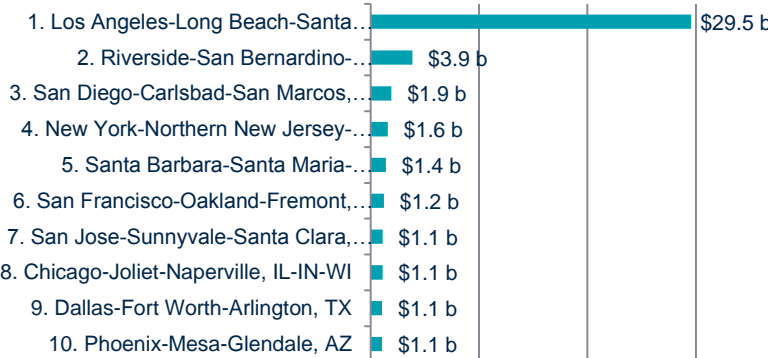 1. Los Angeles-Long Beach-Santa… $29.5 b
2. Riverside-San Bernardino-… $3.9 b
3. San Diego-Carlsbad-San Marcos,… $1.9 b
4. New York-Northern New Jersey-… $1.6 b
5. Santa Barbara-Santa Maria-… $1.4 b
6. San Francisco-Oakland-Fremont,… $1.2 b
7. San Jose-Sunnyvale-Santa Clara,… $1.1 b
8. Chicago-Joliet-Naperville, IL-IN-WI $1.1 b
9. Dallas-Fort Worth-Arlington, TX $1.1 b
10. Phoenix-Mesa-Glendale, AZ $1.1 b